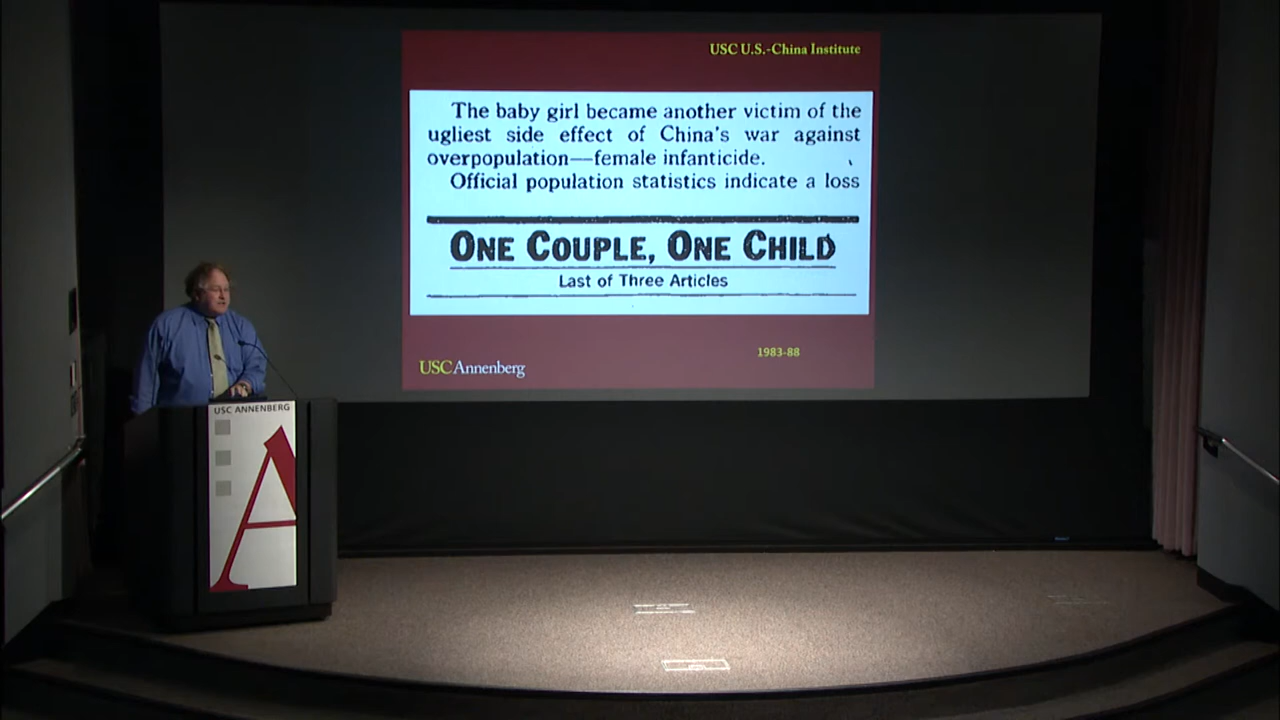 USC U.S.-China Institute
The baby girl became another victim of the
ugliest side effect of China's war against
overpopulation—female infanticide.
Official population statistics indicate a loss
ONE COUPLE, ONE CHILD
Last of Three Articles
1983-88
USCAnnenberg
USC ANNENBERG
A